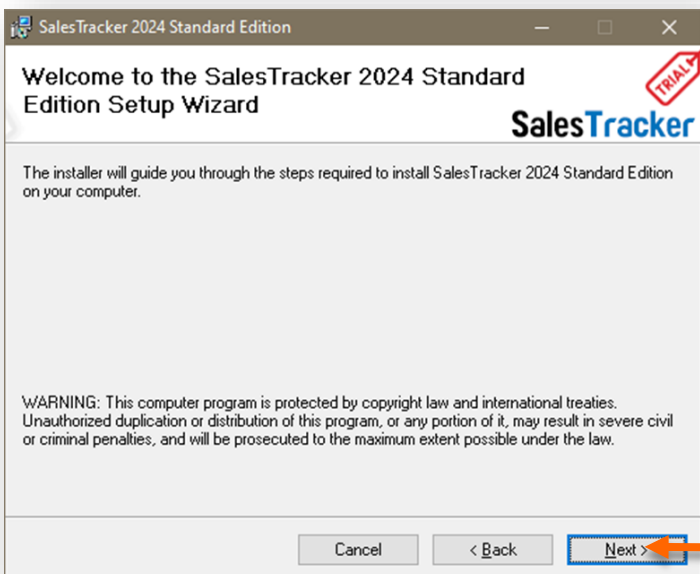 SalesTracker 2024 Standard Edition
Welcome to the SalesTracker 2024 Standard
Edition Setup Wizard
TRIAL
SalesTracker
The installer will guide you through the steps required to install SalesTracker 2024 Standard Edition
on your computer.
WARNING: This computer program is protected by copyright law and international treaties.
Unauthorized duplication or distribution of this program, or any portion of it, may result in severe civil
or criminal penalties, and will be prosecuted to the maximum extent possible under the law.
Cancel
< Back
Next >